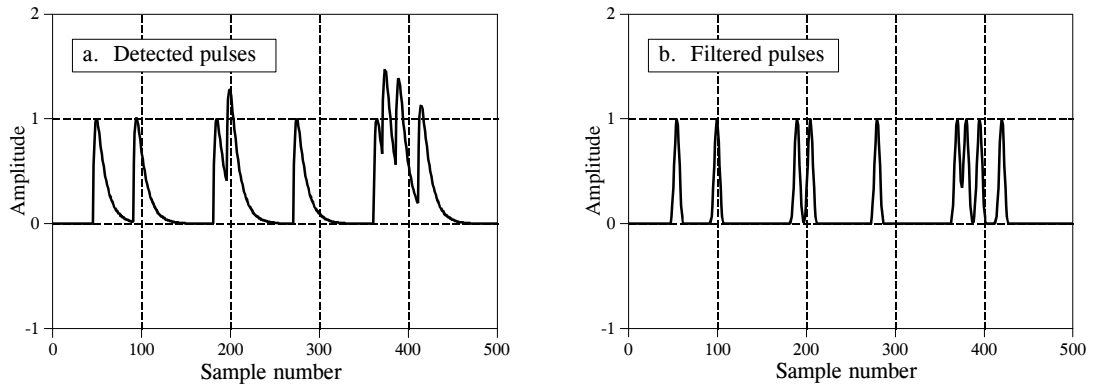 2
a. Detected pulses
1
0
-1
0 100 200 300 400 500
Sample number
Amplitude
2
b. Filtered pulses
1
0
-1
0 100 200 300 400 500
Sample number
Amplitude